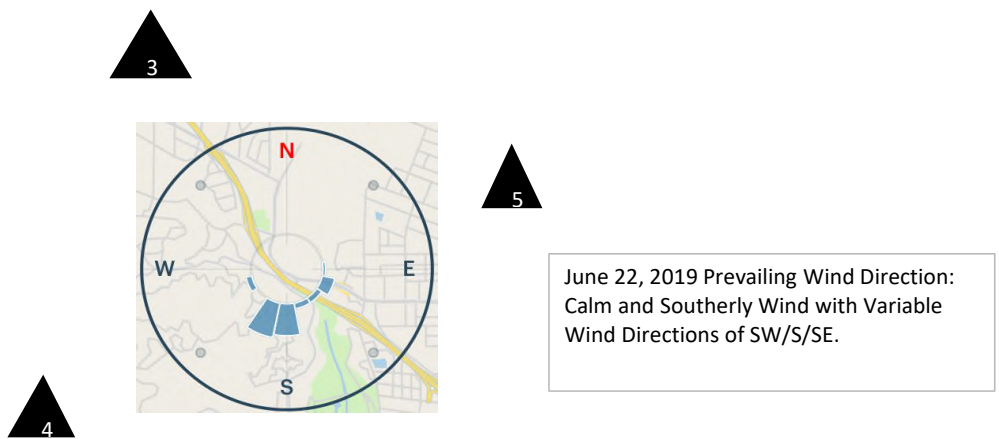 3
N
5
W
E
June 22, 2019 Prevailing Wind Direction:
Calm and Southerly Wind with Variable
Wind Directions of SW/S/SE.
S
4